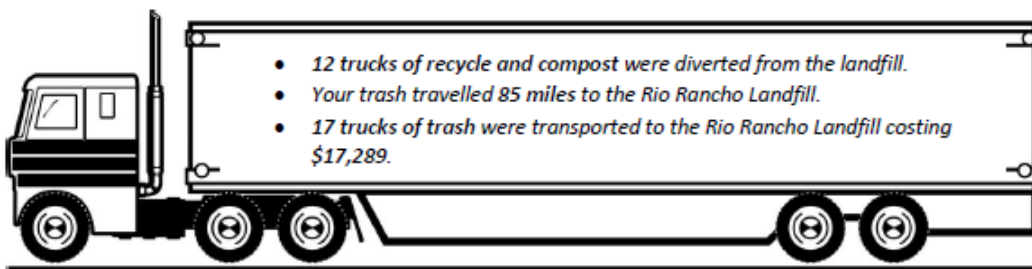 • 12 trucks of recycle and compost were diverted from the landfill.
• Your trash travelled 85 miles to the Rio Rancho Landfill.
• 17 trucks of trash were transported to the Rio Rancho Landfill costing
$17,289.